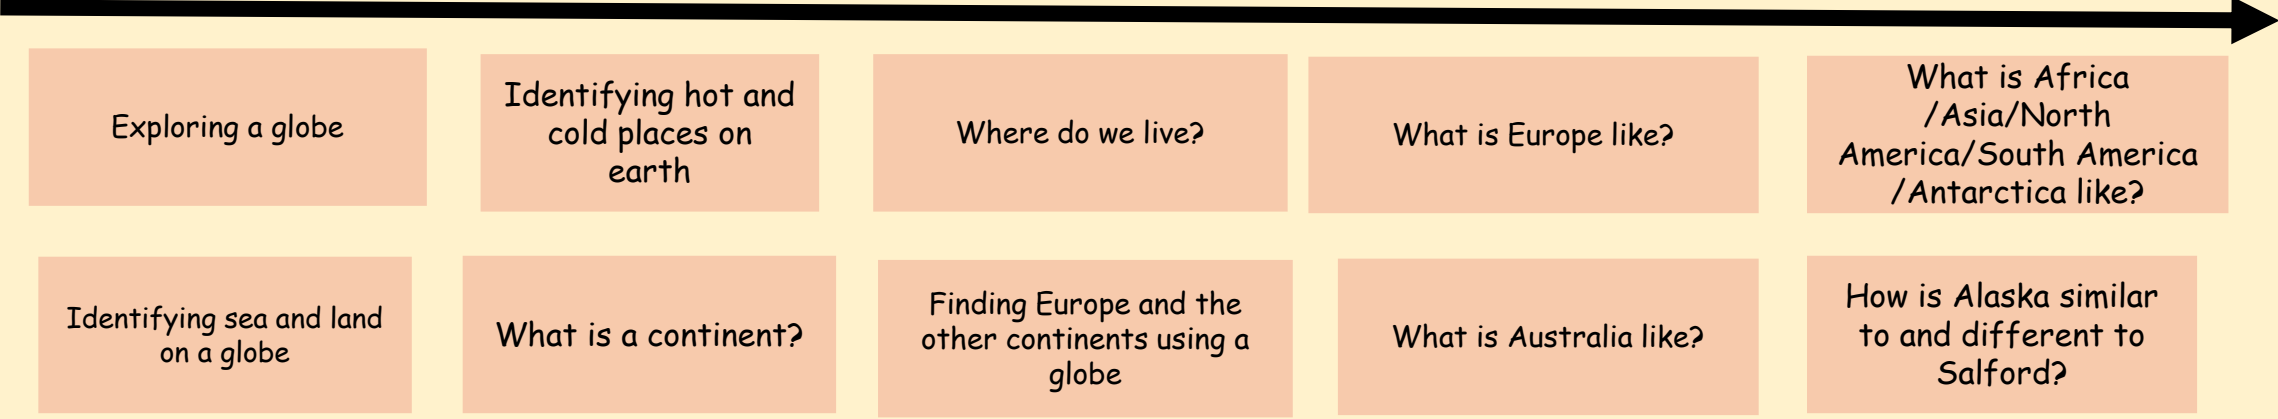 Exploring a globe
Identifying hot and
cold places on
earth
Where do we live?
What is Europe like?
What is Africa
/Asia/North
America/South America
/Antarctica like?
Identifying sea and land
on a globe
What is a continent?
Finding Europe and the
other continents using a
globe
What is Australia like?
How is Alaska similar
to and different to
Salford?